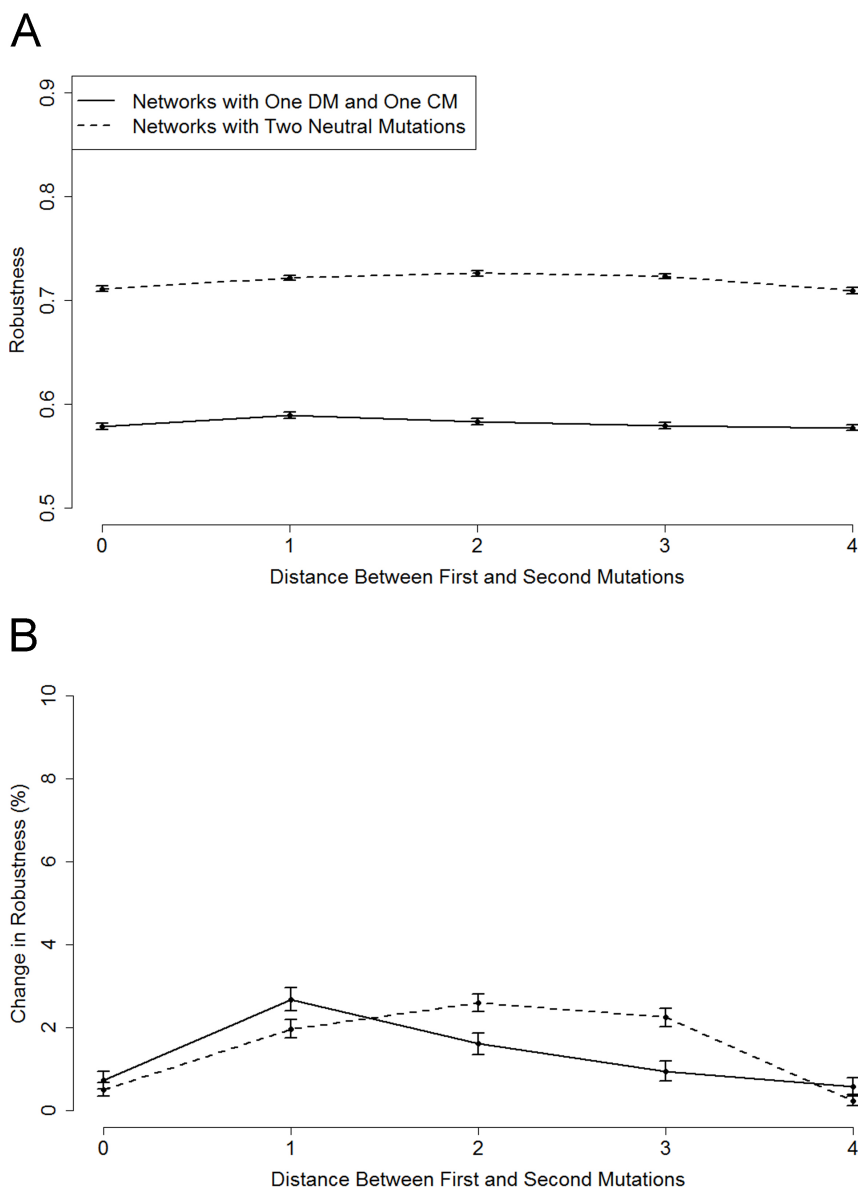 A
Networks with One DM and One CM
Networks with Two Neutral Mutations
Robustness
0.9
0.8
0.7
0.6
0.5
0 1 2 3 4
Distance Between First and Second Mutations
B
Change in Robustness (%)
10
8
6
4
2
0
0 1 2 3 4
Distance Between First and Second Mutations